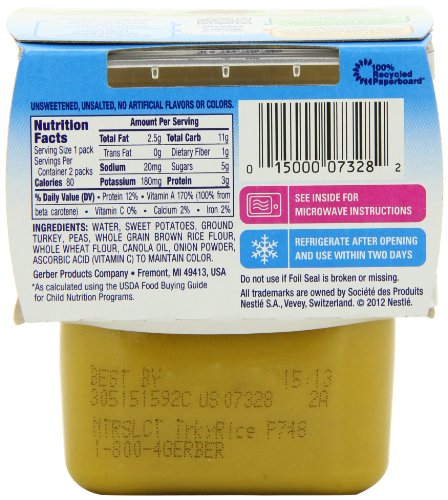 100%
Recycled
Paperboard
UNSWEETENED, UNSALTED, NO ARTIFICIAL FLAVORS OR COLORS.
Nutrition
Facts
Serving Size 1 pack
Servings Per
Container 2 packs
Calories 80
Amount Per Serving
Total Fat 2.5g Total Carb 11g
Trans Fat 0g Dietary Fiber 1g
Sodium 20mg Sugars 5g
Potassium 180mg Protein 3g
% Daily Value (DV) • Protein 12% • Vitamin A 170% (100% from
beta carotene) • Vitamin C 0% • Calcium 2% • Iron 2%
INGREDIENTS: WATER, SWEET POTATOES, GROUND
TURKEY, PEAS, WHOLE GRAIN BROWN RICE FLOUR,
WHOLE WHEAT FLOUR, CANOLA OIL, ONION POWDER,
ASCORBIC ACID (VITAMIN C) TO MAINTAIN COLOR.
Gerber Products Company • Fremont, MI 49413, USA
*As calculated using the USDA Food Buying Guide
for Child Nutrition Programs.
0 15000 07328 2
SEE INSIDE FOR
MICROWAVE INSTRUCTIONS
REFRIGERATE AFTER OPENING
AND USE WITHIN TWO DAYS
Do not use if Foil Seal is broken or missing.
All trademarks are owned by Société des Produits
Nestlé S.A., Vevey, Switzerland. © 2012 Nestlé.
BEST BY
305151592C US 07328 2A
NTRSLCT TrkyRice P748
1-800-4GERBER